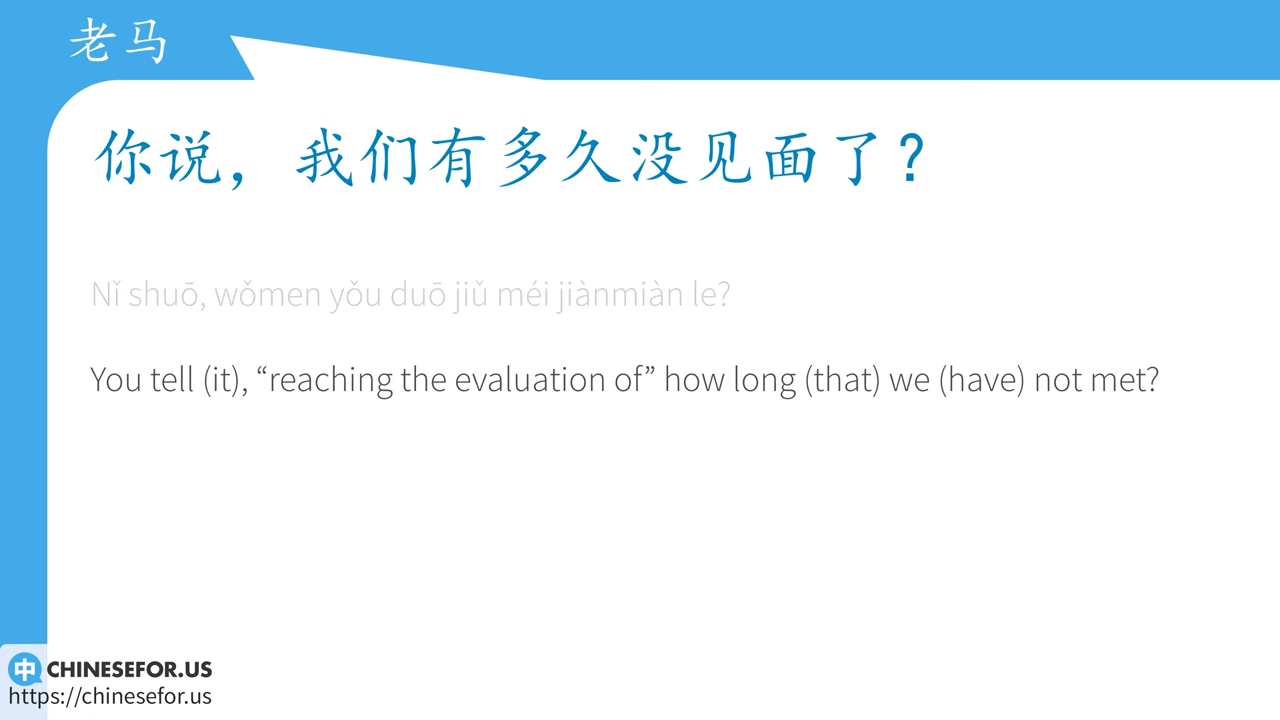 老马
你说，我们有多久没见面了？
Nǐ shuō, wǒmen yǒu duō jiǔ méi jiànmiàn le?
You tell (it), “reaching the evaluation of” how long (that) we (have) not met?
中 CHINESEFOR.US
https://chinesefor.us